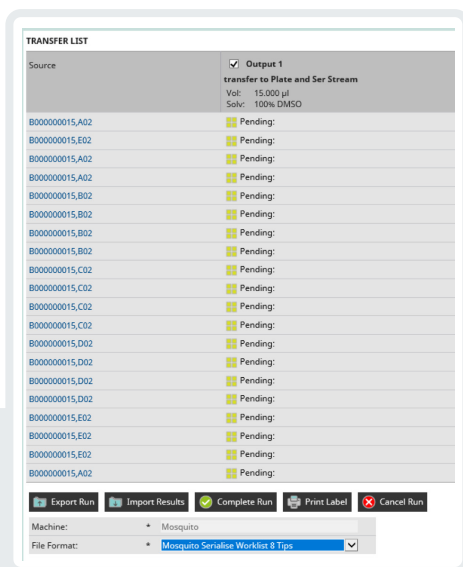 TRANSFER LIST
Source
Output 1
transfer to Plate and Ser Stream
Vol: 15.000 µl
Solv: 100% DMSO
B000000015,A02 Pending:
B000000015,E02 Pending:
B000000015,A02 Pending:
B000000015,A02 Pending:
B000000015,B02 Pending:
B000000015,B02 Pending:
B000000015,B02 Pending:
B000000015,B02 Pending:
B000000015,C02 Pending:
B000000015,C02 Pending:
B000000015,C02 Pending:
B000000015,C02 Pending:
B000000015,D02 Pending:
B000000015,D02 Pending:
B000000015,D02 Pending:
B000000015,D02 Pending:
B000000015,E02 Pending:
B000000015,E02 Pending:
B000000015,E02 Pending:
B000000015,A02 Pending:
Export Run Import Results Complete Run Print Label Cancel Run
Machine: * Mosquito
File Format: * Mosquito Serialise Worklist 8 Tips